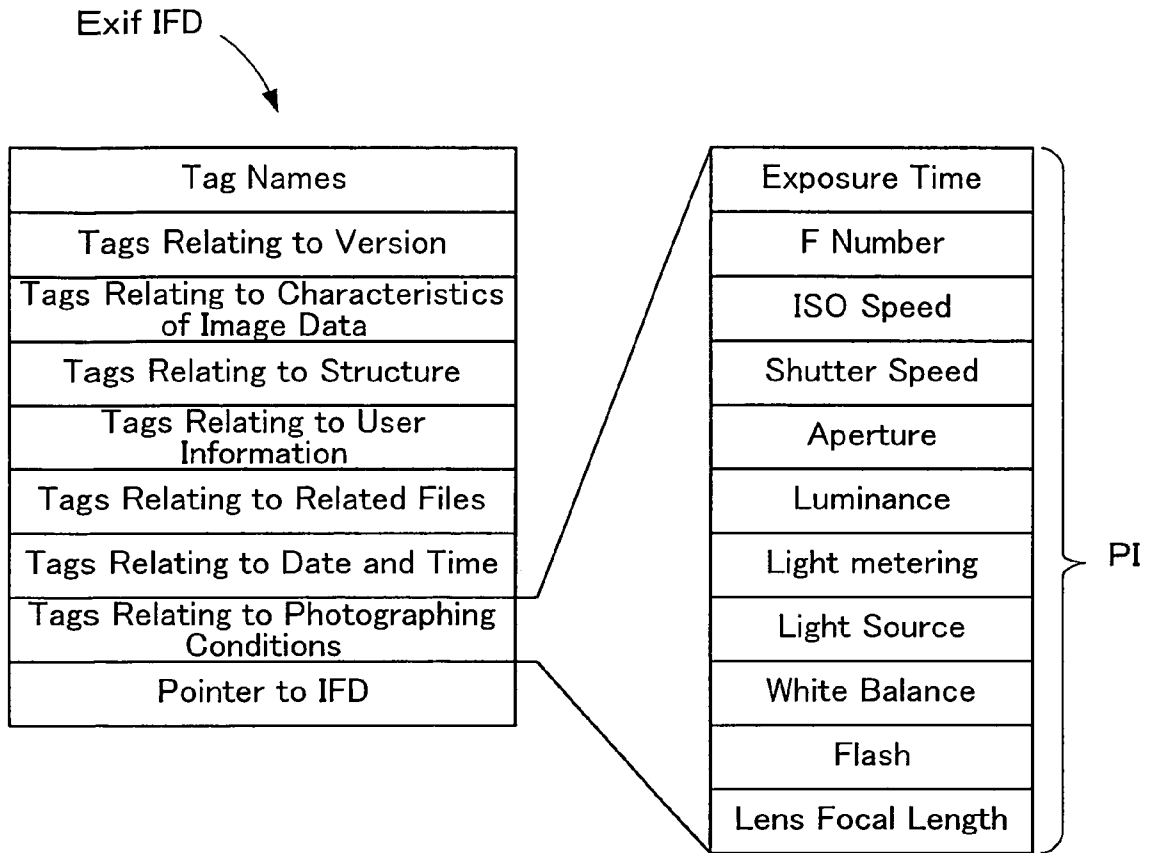 Exif IFD
Tag Names
Tags Relating to Version
Tags Relating to Characteristics
of Image Data
Tags Relating to Structure
Tags Relating to User
Information
Tags Relating to Related Files
Tags Relating to Date and Time
Tags Relating to Photographing
Conditions
Pointer to IFD
Exposure Time
F Number
ISO Speed
Shutter Speed
Aperture
Luminance
Light metering
Light Source
White Balance
Flash
Lens Focal Length
PI